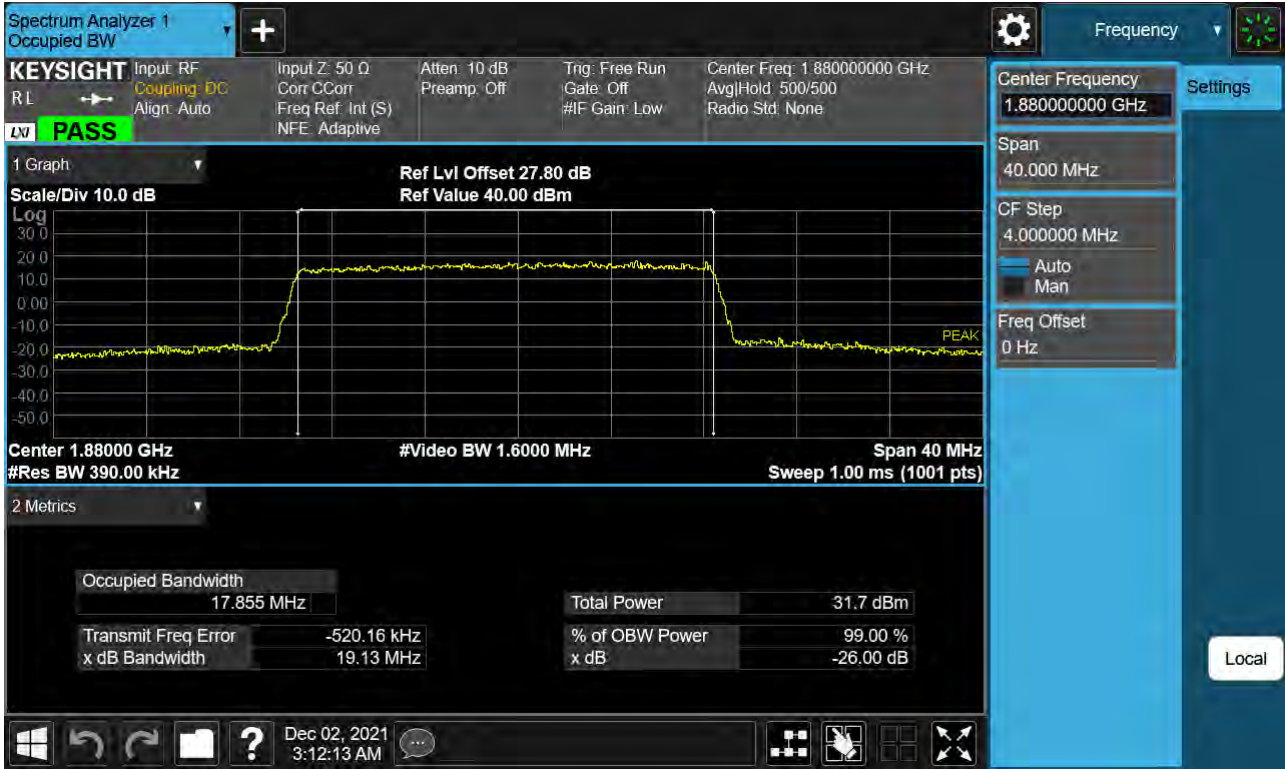 Spectrum Analyzer 1
Occupied BW
Frequency
KEYSIGHT
RL
LXI
PASS
Input: RF
Coupling: DC
Align: Auto
Input Z: 50 Ω
Corr CCorr
Freq Ref: Int (S)
NFE: Adaptive
Atten: 10 dB
Preamp: Off
Trig: Free Run
Gate: Off
#IF Gain: Low
Center Freq: 1.880000000 GHz
Avg|Hold: 500/500
Radio Std: None
1 Graph
Scale/Div 10.0 dB
Ref Lvl Offset 27.80 dB
Ref Value 40.00 dBm
Log
30.0
20.0
10.0
0.00
-10.0
-20.0
-30.0
-40.0
-50.0
PEAK
Center 1.88000 GHz
#Video BW 1.6000 MHz
Span 40 MHz
#Res BW 390.00 kHz
Sweep 1.00 ms (1001 pts)
2 Metrics
Occupied Bandwidth
17.855 MHz
Total Power 31.7 dBm
Transmit Freq Error -520.16 kHz
% of OBW Power 99.00 %
x dB Bandwidth 19.13 MHz
x dB -26.00 dB
Center Frequency
1.880000000 GHz
Settings
Span
40.000 MHz
CF Step
4.000000 MHz
Auto
Man
Freq Offset
0 Hz
Local
?
Dec 02, 2021
3:12:13 AM